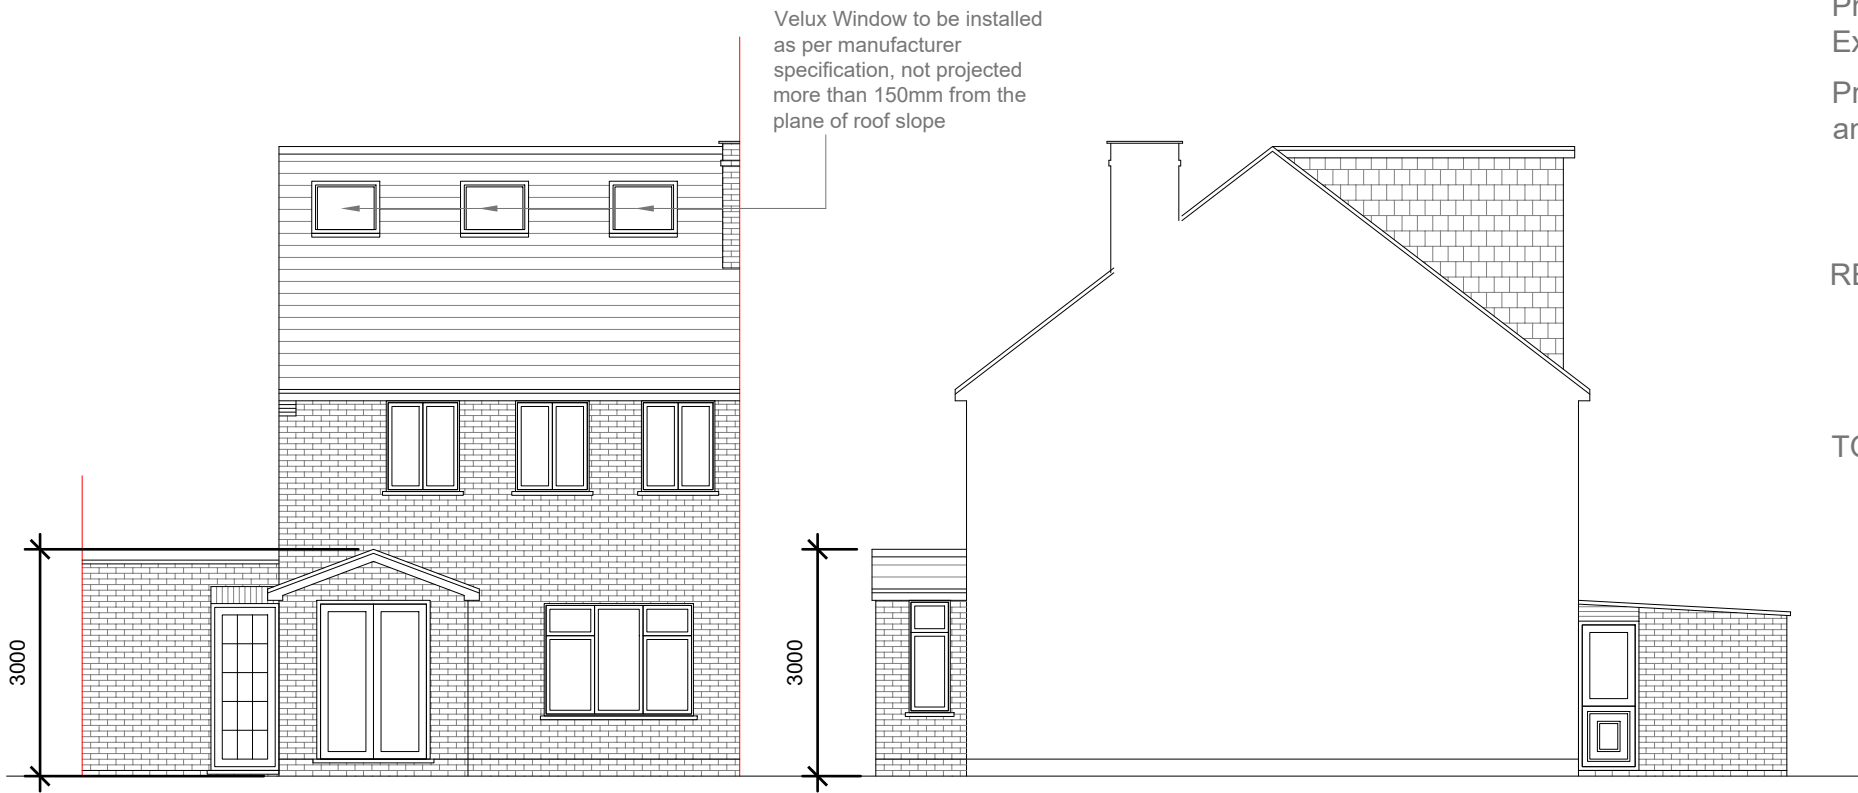 Velux Window to be installed
as per manufacturer
specification, not projected
more than 150mm from the
plane of roof slope
3000
3000